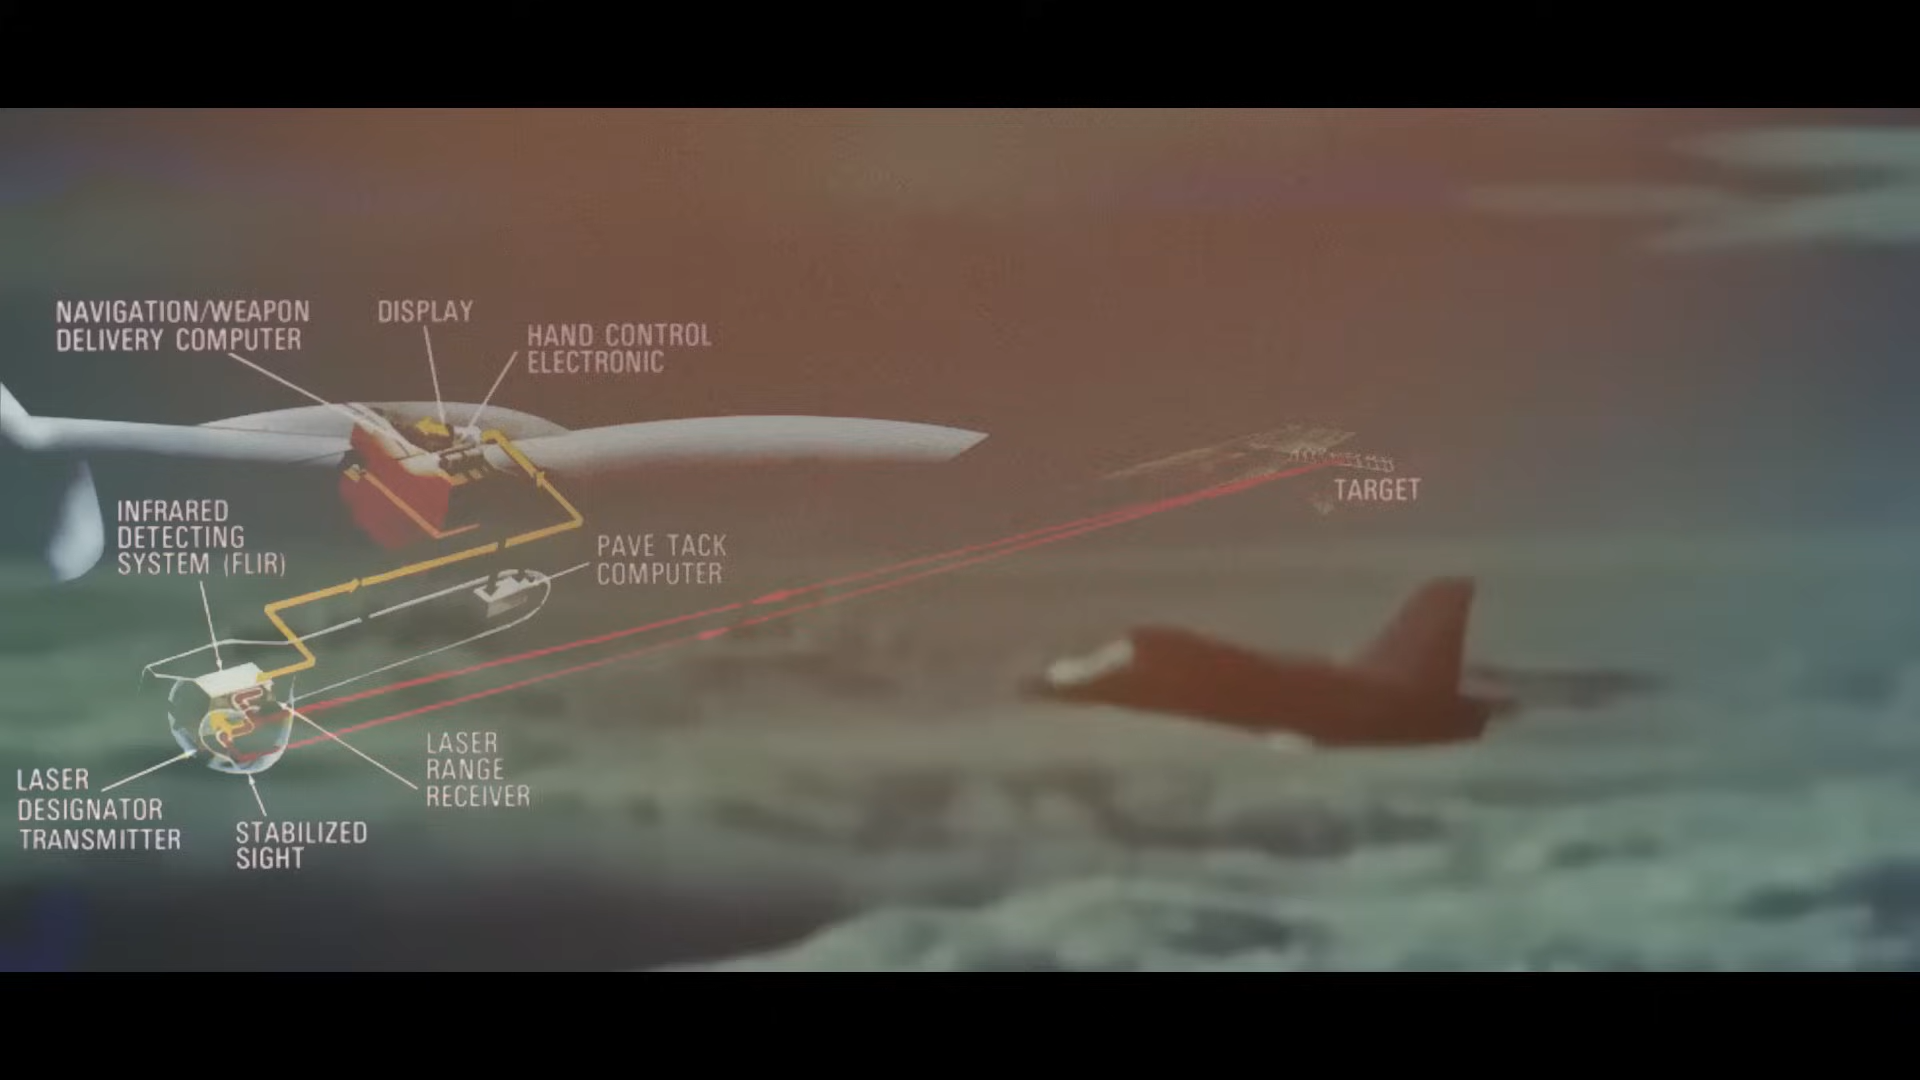 NAVIGATION/WEAPON
DELIVERY COMPUTER
DISPLAY
HAND CONTROL
ELECTRONIC
TARGET
INFRARED
DETECTING
SYSTEM (FLIR)
PAVE TACK
COMPUTER
LASER
RANGE
RECEIVER
LASER
DESIGNATOR
TRANSMITTER
STABILIZED
SIGHT